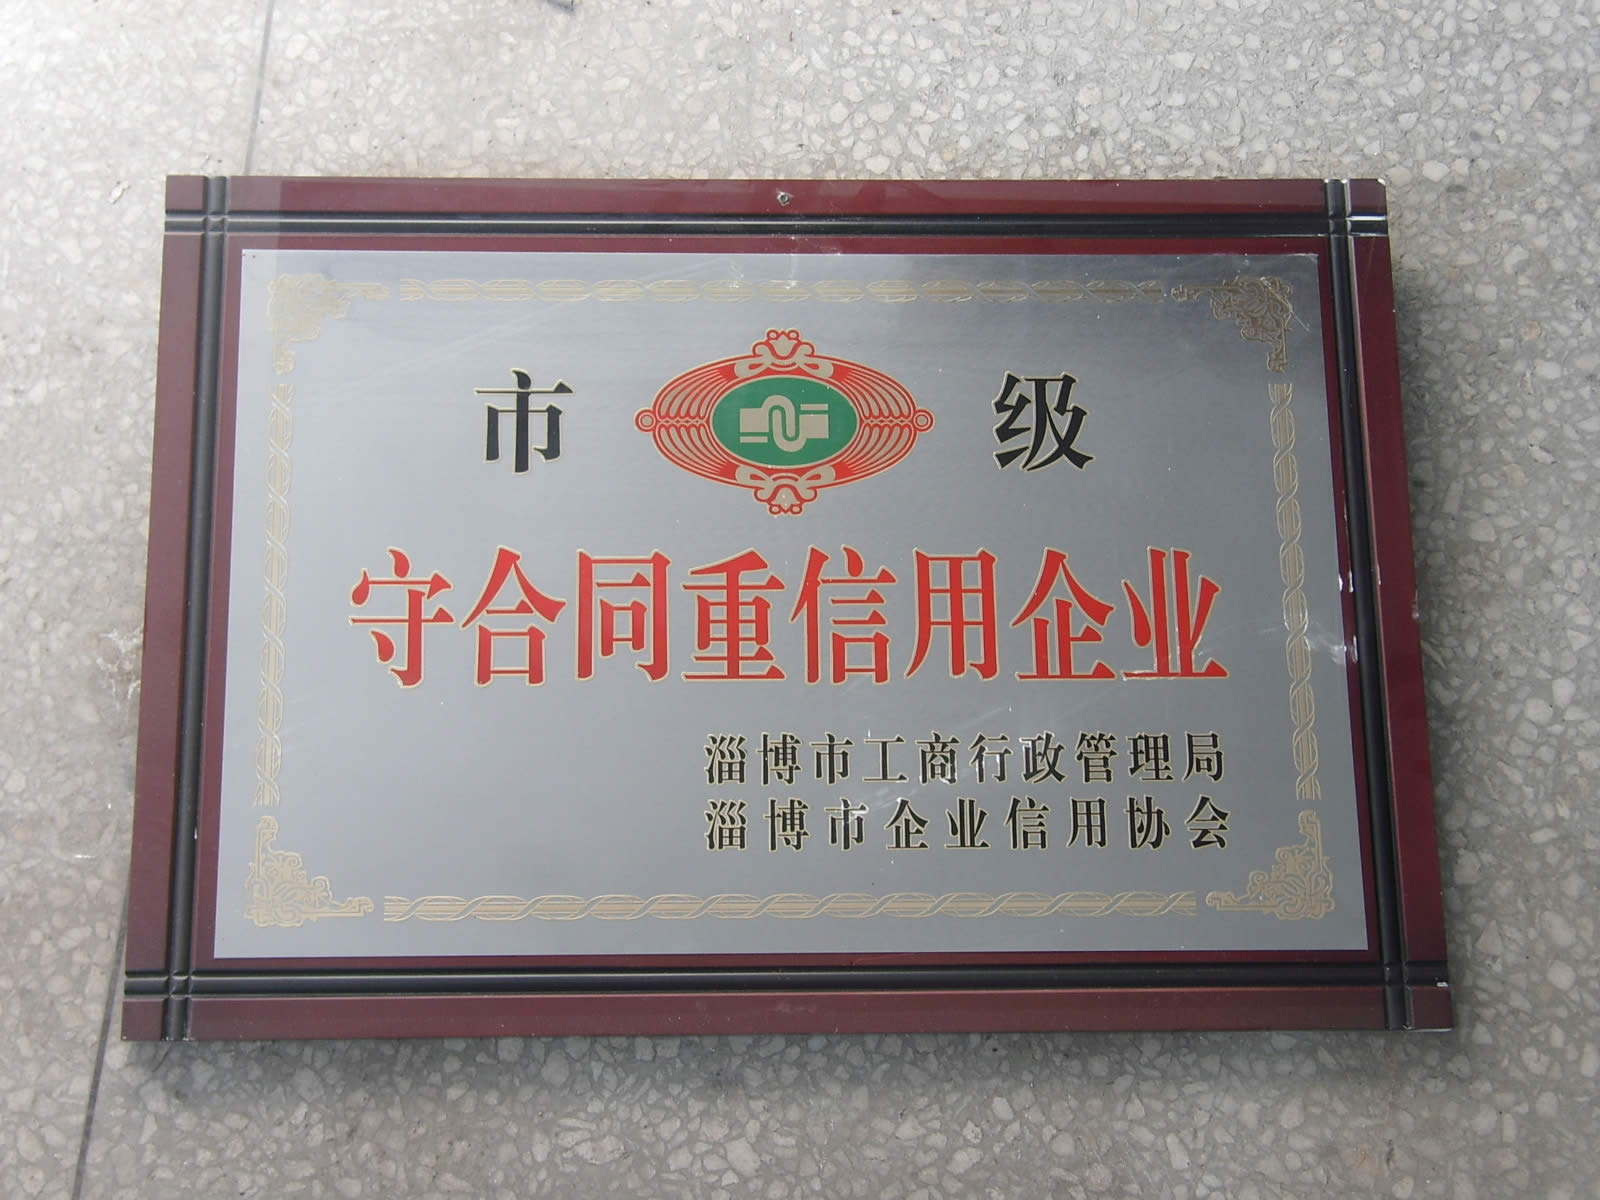 市 级
守合同重信用企业
淄博市工商行政管理局
淄博市企业信用协会